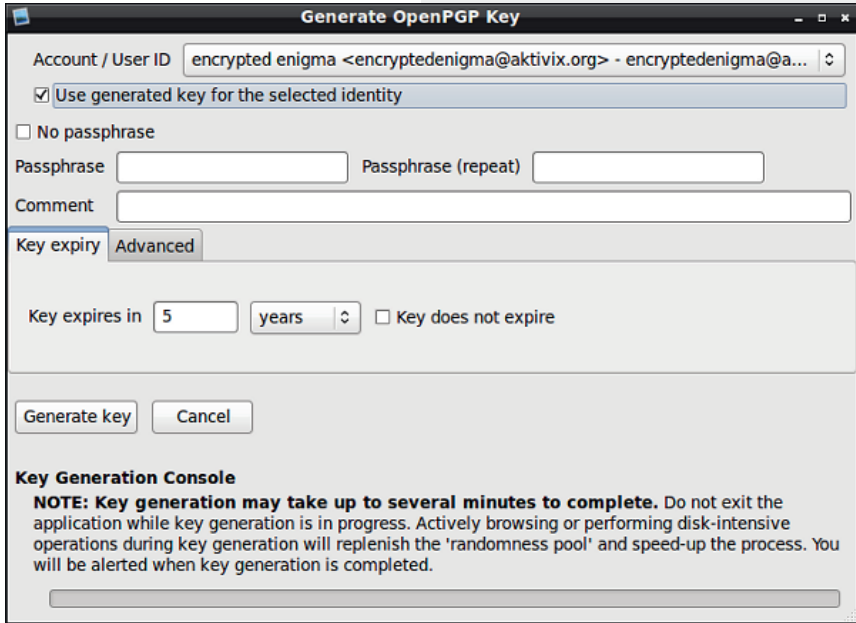 Generate OpenPGP Key
Account / User ID encrypted enigma <encryptedenigma@aktivix.org> - encryptedenigma@a...
Use generated key for the selected identity
No passphrase
Passphrase Passphrase (repeat)
Comment
Key expiry Advanced
Key expires in 5 years Key does not expire
Generate key Cancel
Key Generation Console
NOTE: Key generation may take up to several minutes to complete. Do not exit the
application while key generation is in progress. Actively browsing or performing disk-intensive
operations during key generation will replenish the 'randomness pool' and speed-up the process. You
will be alerted when key generation is completed.